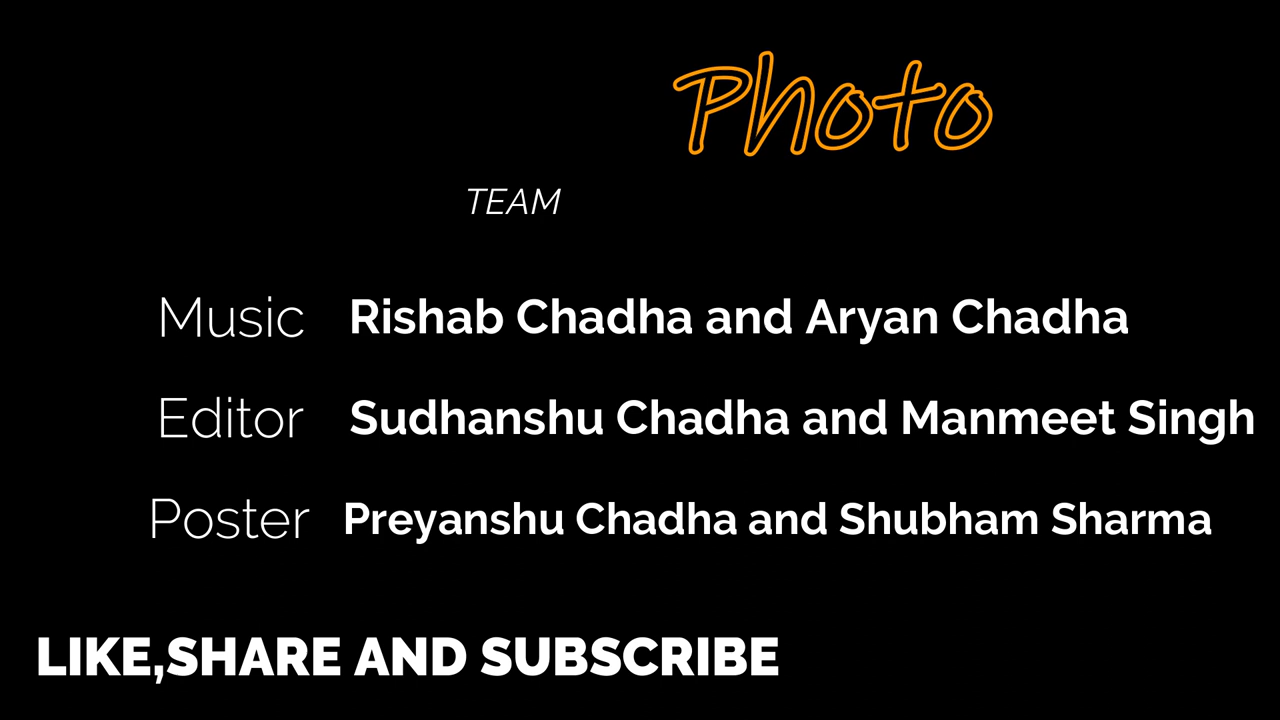 Photo
TEAM
Music Rishab Chadha and Aryan Chadha
Editor Sudhanshu Chadha and Manmeet Singh
Poster Preyanshu Chadha and Shubham Sharma
LIKE,SHARE AND SUBSCRIBE